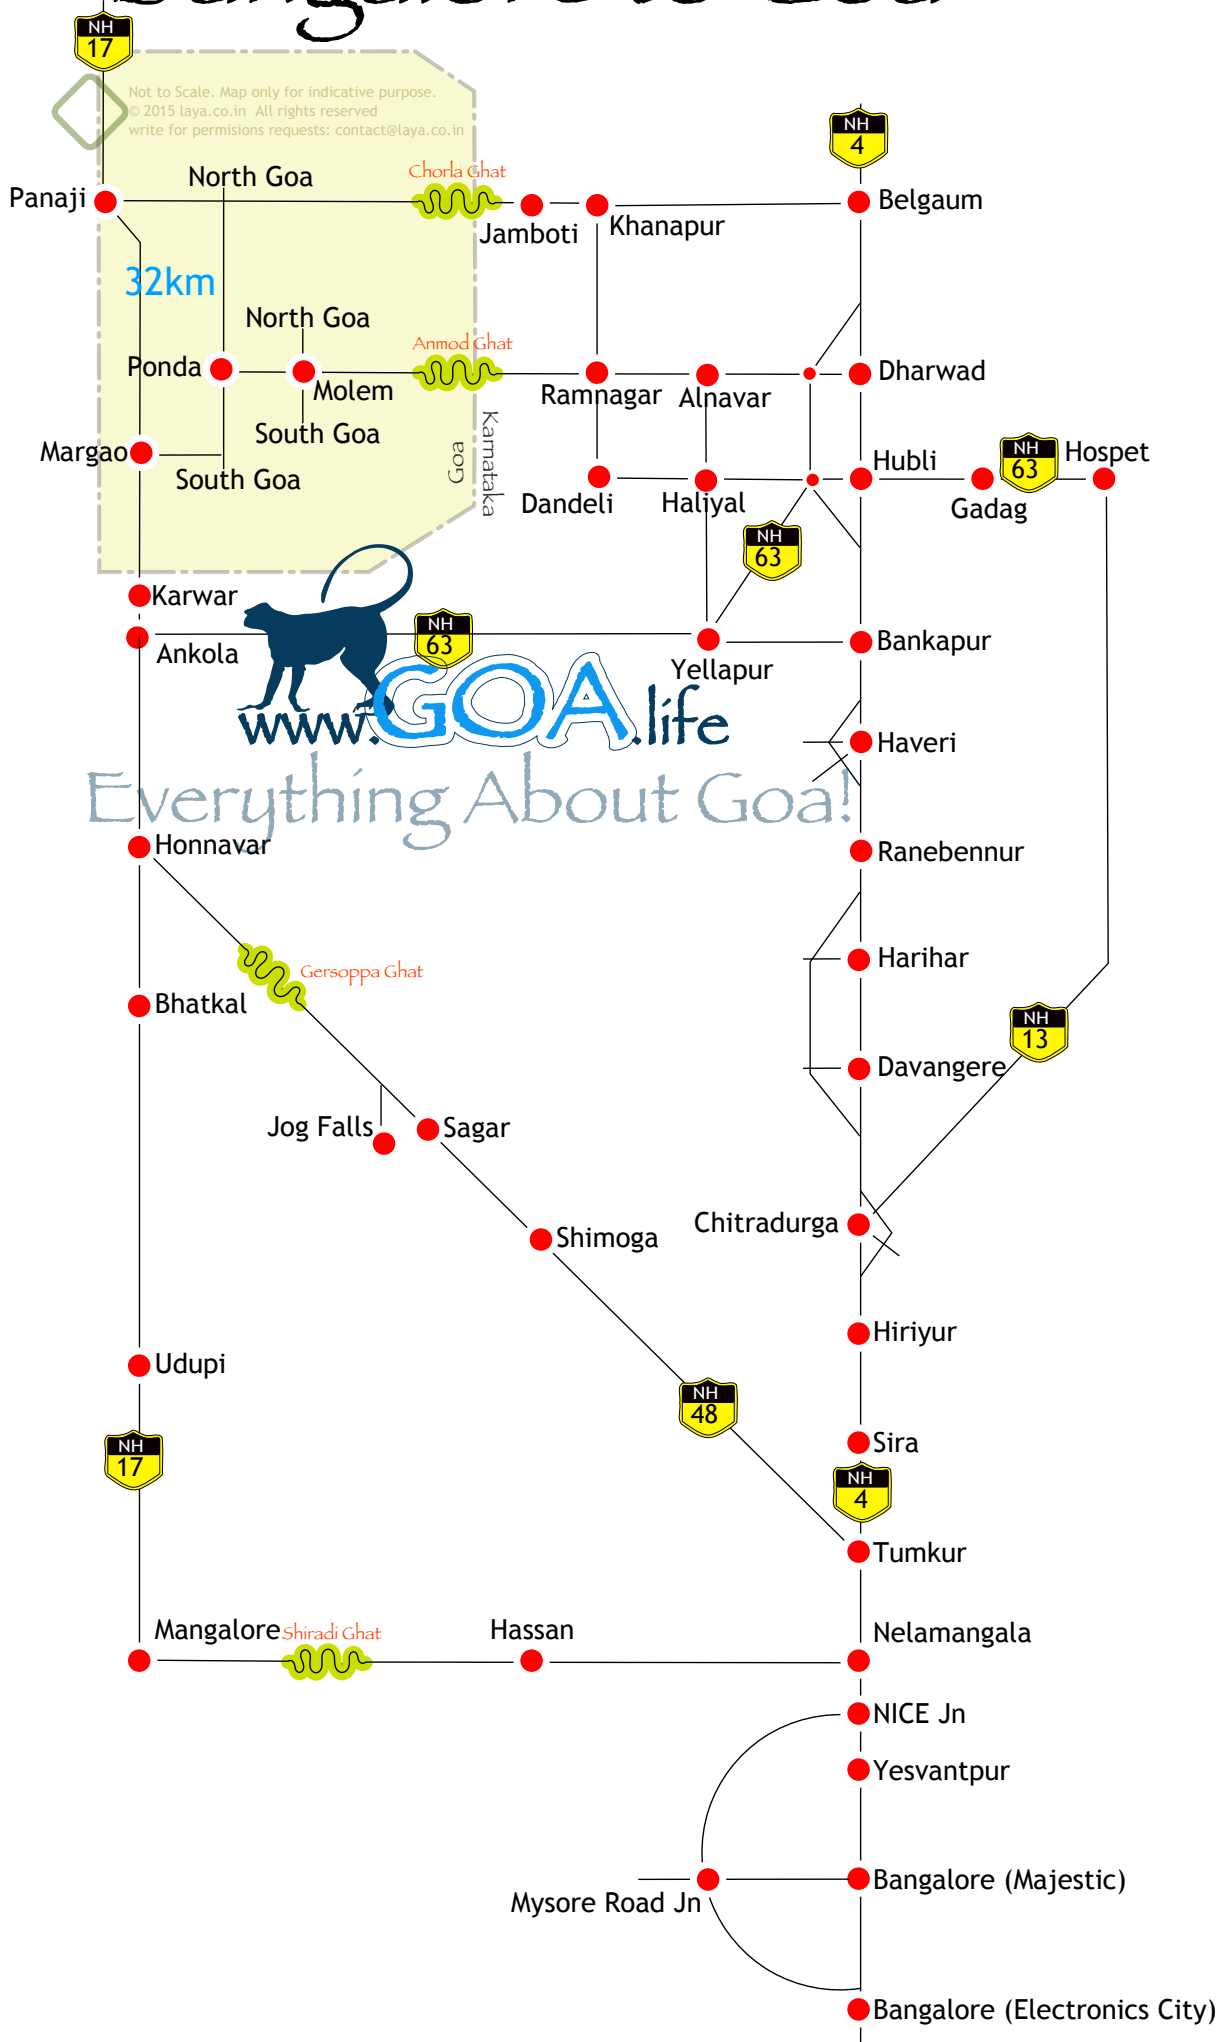 Bangalore to Goa
NH
17
Not to Scale. Map only for indicative purpose.
© 2015 laya.co.in All rights reserved
write for permisions requests: contact@laya.co.in
NH
4
Chorla Ghat
North Goa
Panaji
Belgaum
Jamboti
Khanapur
32km
North Goa
Anmod Ghat
Ponda
Molem
Ramnagar
Alnavar
Dharwad
South Goa
Margao
South Goa
Karnataka
Goa
Dandeli
Haliyal
Hubli
NH
63
Hospet
Gadag
NH
63
Karwar
Ankola
NH
63
Yellapur
Bankapur
www.GOA.life
Everything About Goa!
Haveri
Honnavar
Ranebennur
Gersoppa Ghat
Harihar
Bhatkal
NH
13
Davangere
Jog Falls
Sagar
Shimoga
Chitradurga
Hiriyur
Udupi
NH
48
NH
17
Sira
NH
4
Tumkur
Mangalore
Shiradi Ghat
Hassan
Nelamangala
NICE Jn
Yesvantpur
Mysore Road Jn
Bangalore (Majestic)
Bangalore (Electronics City)